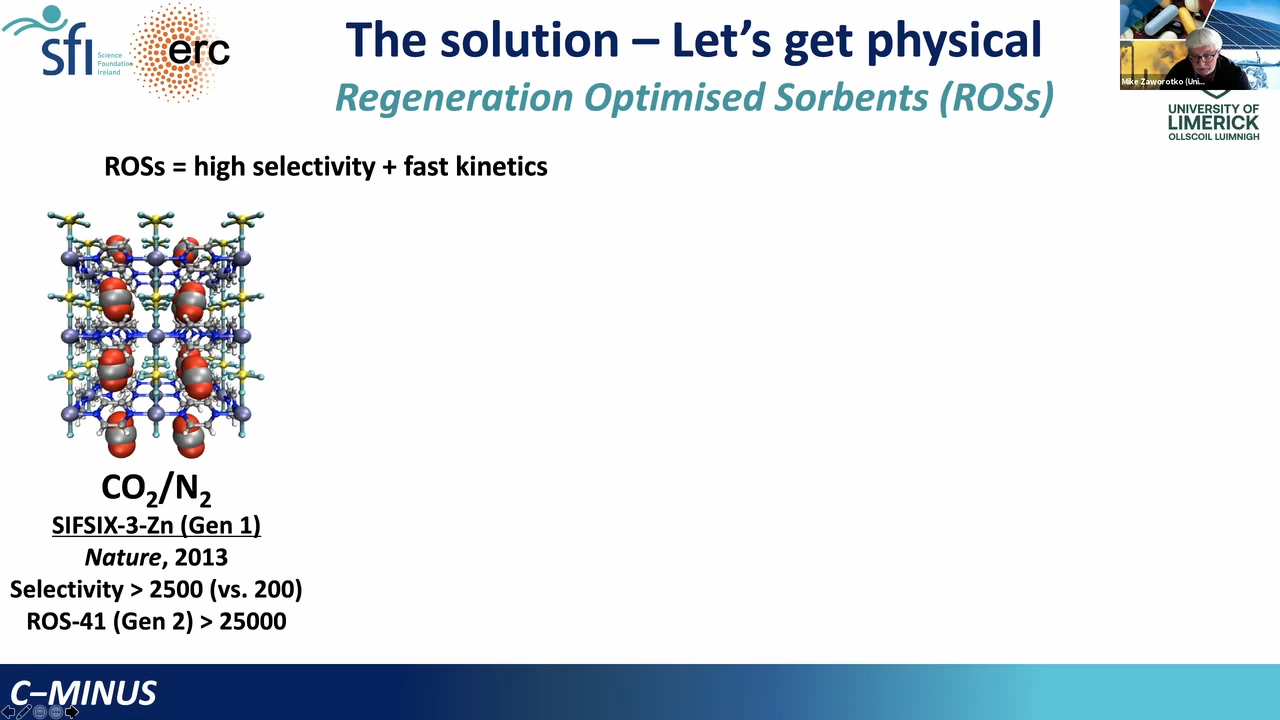 sfi
Science
Foundation
Ireland
erc
The solution – Let's get physical
Regeneration Optimised Sorbents (ROSs)
Mike Zaworotko (Uni...
UNIVERSITY OF
LIMERICK
OLLSCOIL LUIMNIGH
ROSs = high selectivity + fast kinetics
CO₂/N₂
SIFSIX-3-Zn (Gen 1)
Nature, 2013
Selectivity > 2500 (vs. 200)
ROS-41 (Gen 2) > 25000
C–MINUS